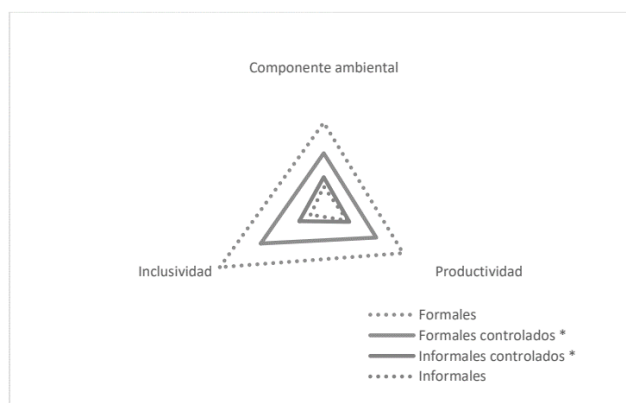 Componente ambiental
Inclusividad
Productividad
Formales
Formales controlados *
Informales controlados *
Informales